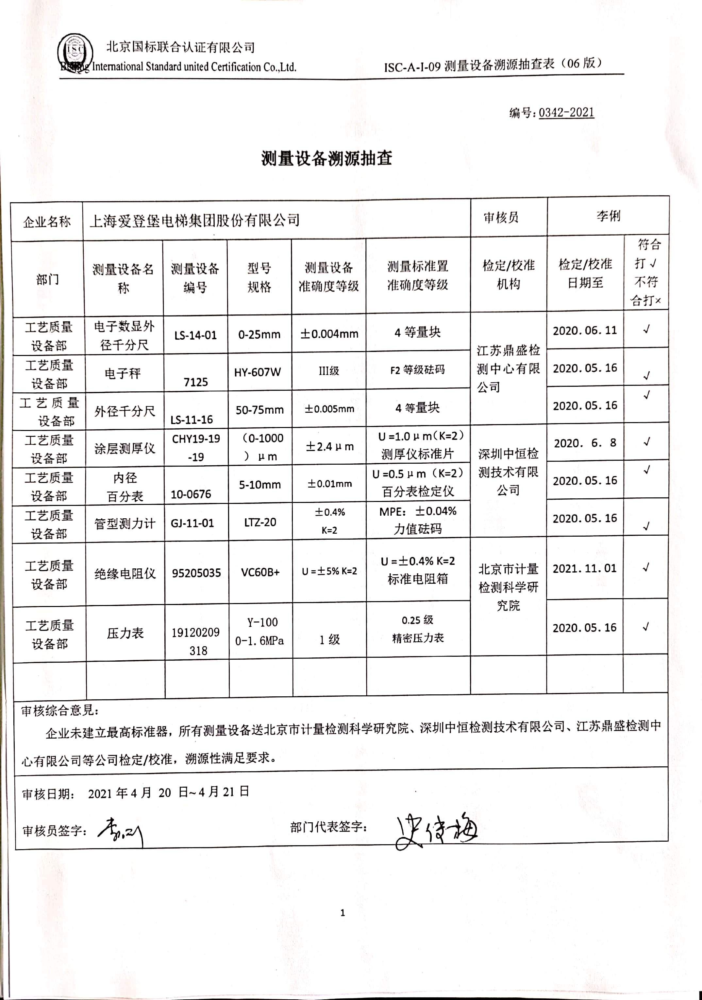 ISC
北京国标联合认证有限公司
Beijing International Standard united Certification Co.,Ltd.
ISC-A-I-09 测量设备溯源抽查表（06 版）
编号: 0342-2021
测量设备溯源抽查
企业名称 上海爱登堡电梯集团股份有限公司 审核员 李俐
部门
测量设备名
称
测量设备
编号
型号
规格
测量设备
准确度等级
测量标准置
准确度等级
检定/校准
机构
检定/校准
日期至
符合
打√
不符
合打×
工艺质量
设备部
电子数显外
径千分尺
LS-14-01
0-25mm
±0.004mm
4 等量块
江苏鼎盛检
测中心有限
公司
2020.06.11
√
工艺质量
设备部
电子秤
7125
HY-607W
III级
F2 等级砝码
2020.05.16
√
工艺质量
设备部
外径千分尺
LS-11-16
50-75mm
±0.005mm
4 等量块
2020.05.16
√
工艺质量
设备部
涂层测厚仪
CHY19-19
-19
（0-1000
）μm
±2.4μm
U =1.0μm（K=2）
测厚仪标准片
深圳中恒检
测技术有限
公司
2020. 6. 8
√
工艺质量
设备部
内径
百分表
10-0676
5-10mm
±0.01mm
U =0.5μm（K=2）
百分表检定仪
2020.05.16
√
工艺质量
设备部
管型测力计
GJ-11-01
LTZ-20
±0.4%
K=2
MPE：±0.04%
力值砝码
2020.05.16
√
工艺质量
设备部
绝缘电阻仪
95205035
VC60B+
U =±5% K=2
U =±0.4% K=2
标准电阻箱
北京市计量
检测科学研
究院
2021.11.01
√
工艺质量
设备部
压力表
19120209
318
Y-100
0-1.6MPa
1 级
0.25 级
精密压力表
2020.05.16
√
审核综合意见：
企业未建立最高标准器，所有测量设备送北京市计量检测科学研究院、深圳中恒检测技术有限公司、江苏鼎盛检测中
心有限公司等公司检定/校准，溯源性满足要求。
审核日期： 2021 年 4 月 20 日~ 4 月 21 日
审核员签字： 李俐 部门代表签字： 史俊梅
1